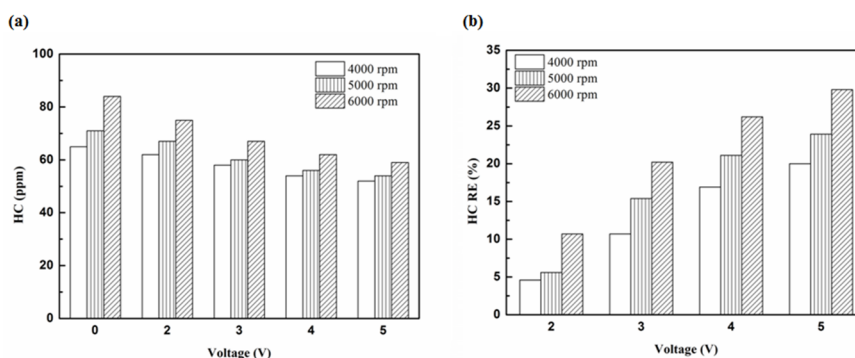 (a)
100
80
60
40
20
0
HC (ppm)
4000 rpm
5000 rpm
6000 rpm
0 2 3 4 5
Voltage (V)
(b)
35
30
25
20
15
10
5
0
HC RE (%)
4000 rpm
5000 rpm
6000 rpm
2 3 4 5
Voltage (V)